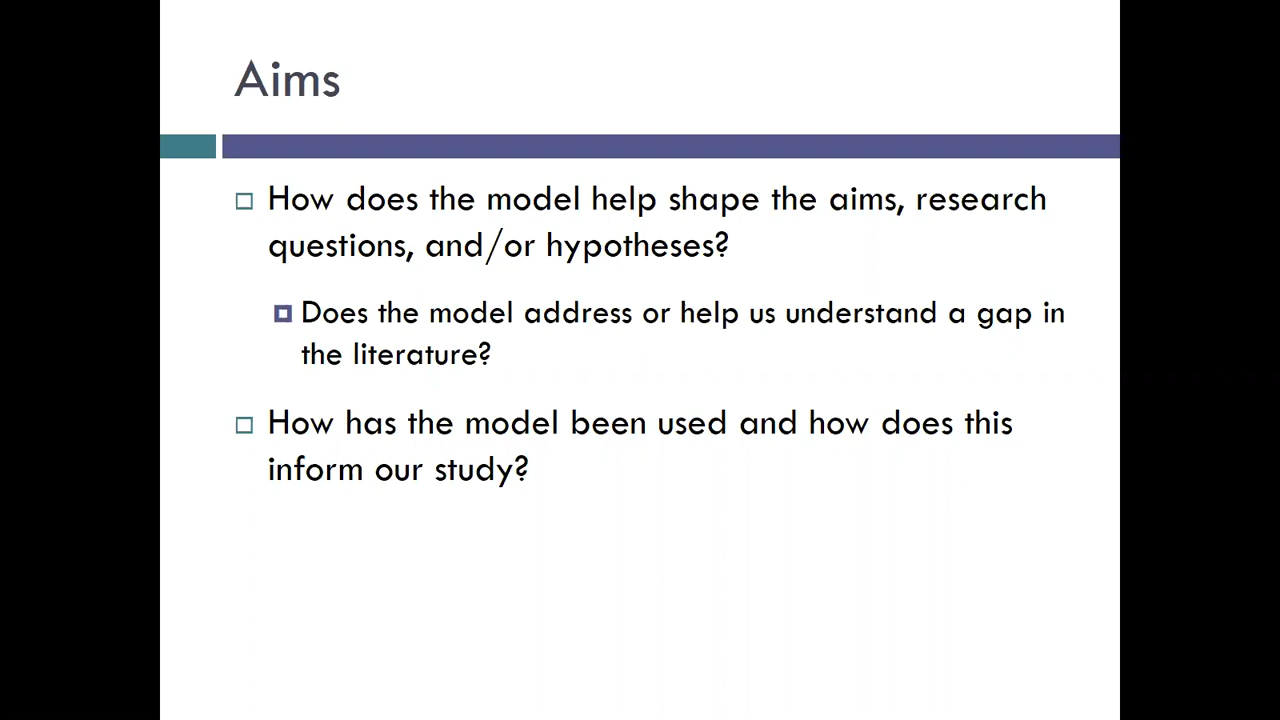 Aims
How does the model help shape the aims, research
questions, and/or hypotheses?
Does the model address or help us understand a gap in
the literature?
How has the model been used and how does this
inform our study?